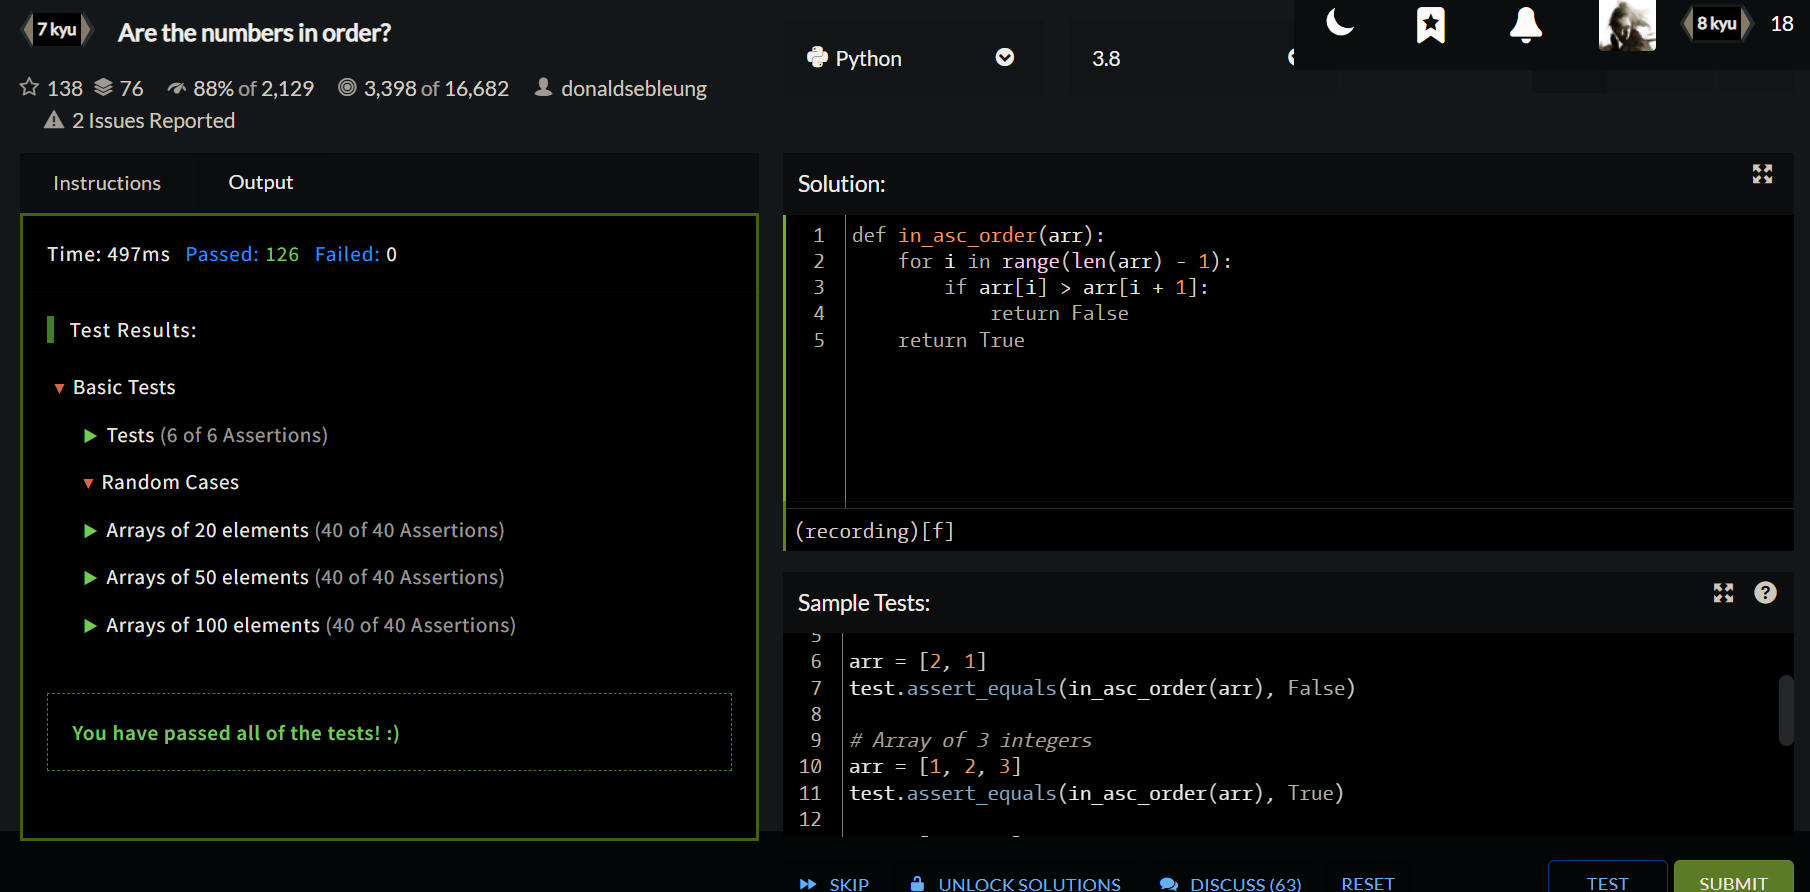 7 kyu Are the numbers in order?
138 76 88% of 2,129 3,398 of 16,682 donaldsebleung
2 Issues Reported
Python 3.8
8 kyu 18
Instructions Output
Time: 497ms Passed: 126 Failed: 0
Test Results:
Basic Tests
Tests (6 of 6 Assertions)
Random Cases
Arrays of 20 elements (40 of 40 Assertions)
Arrays of 50 elements (40 of 40 Assertions)
Arrays of 100 elements (40 of 40 Assertions)
You have passed all of the tests! :)
Solution:
1 def in_asc_order(arr):
2     for i in range(len(arr) - 1):
3         if arr[i] > arr[i + 1]:
4             return False
5     return True
(recording)[f]
Sample Tests:
5
6 arr = [2, 1]
7 test.assert_equals(in_asc_order(arr), False)
8
9 # Array of 3 integers
10 arr = [1, 2, 3]
11 test.assert_equals(in_asc_order(arr), True)
12
SKIP UNLOCK SOLUTIONS DISCUSS (63) RESET TEST SUBMIT